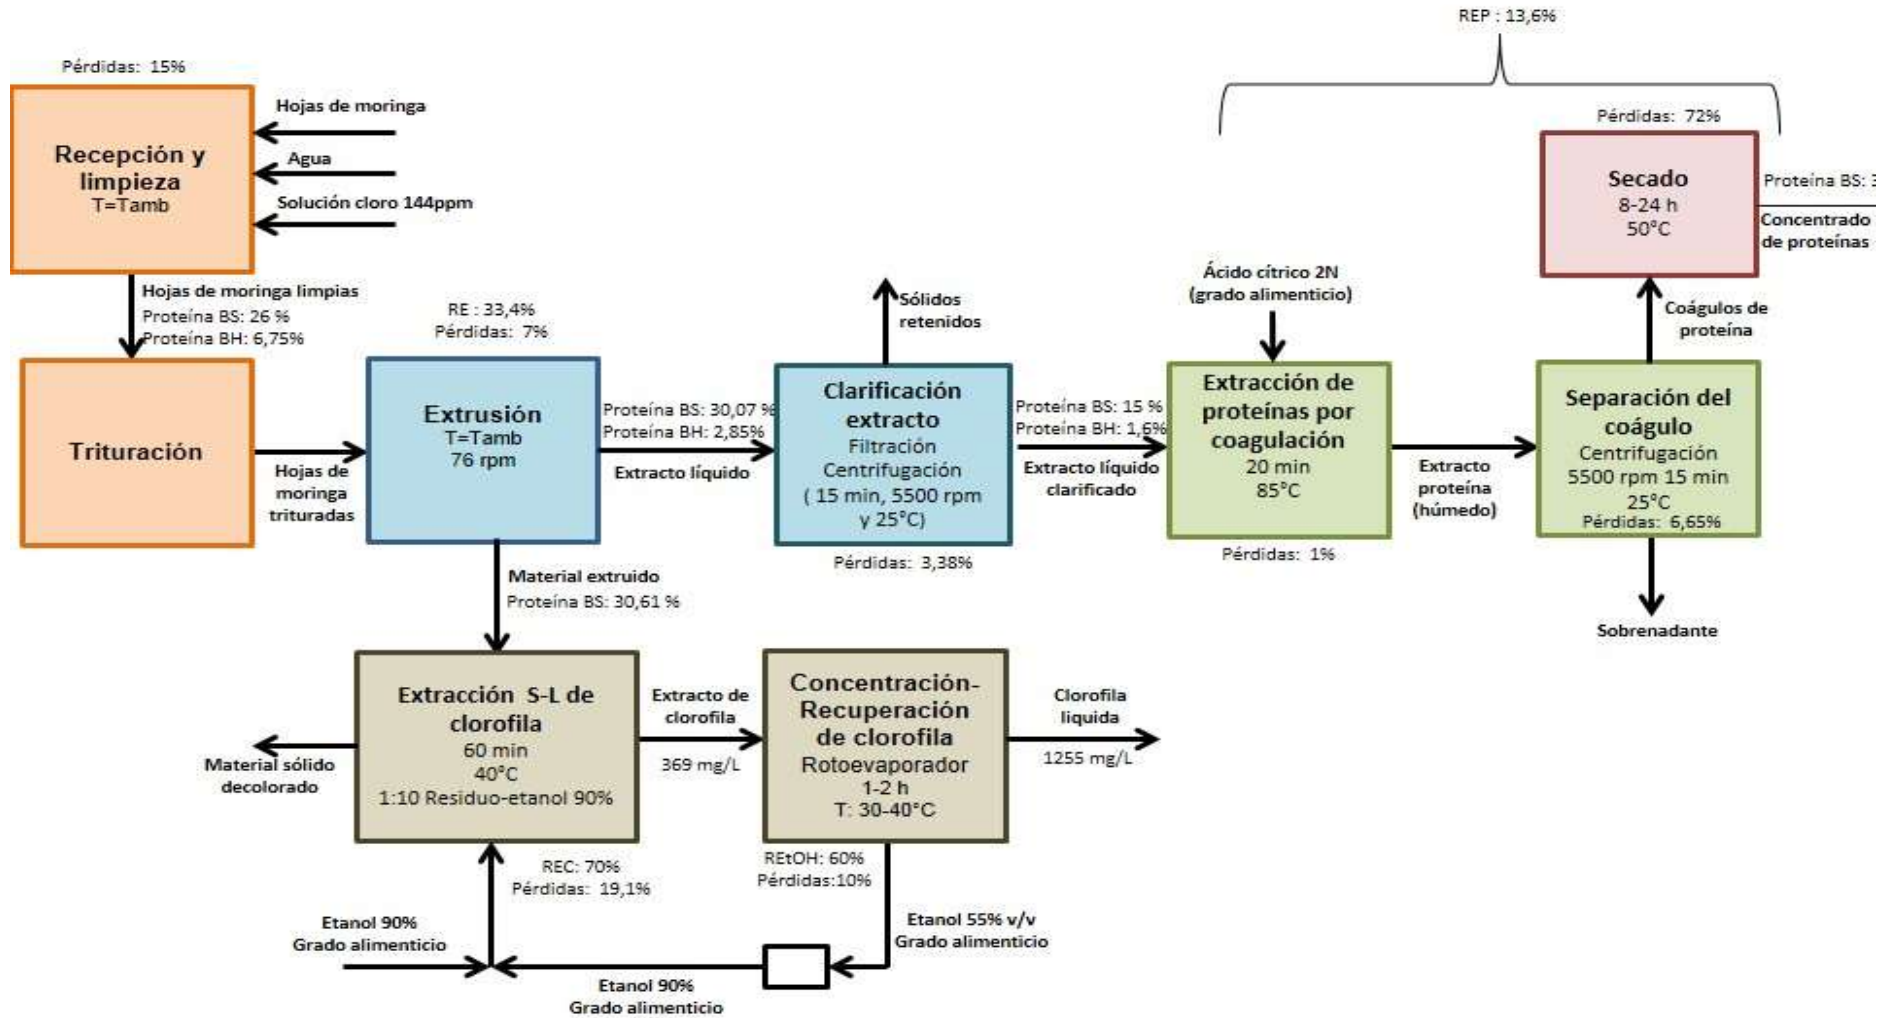 REP : 13,6%
Pérdidas: 15%
Recepción y
limpieza
T=Tamb
Hojas de moringa
Agua
Solución cloro 144ppm
Hojas de moringa limpias
Proteína BS: 26 %
Proteína BH: 6,75%
Trituración
Hojas de
moringa
trituradas
RE : 33,4%
Pérdidas: 7%
Extrusión
T=Tamb
76 rpm
Proteína BS: 30,07 %
Proteína BH: 2,85%
Extracto líquido
Material extruido
Proteína BS: 30,61 %
Sólidos
retenidos
Clarificación
extracto
Filtración
Centrifugación
( 15 min, 5500 rpm
y 25°C)
Pérdidas: 3,38%
Proteína BS: 15 %
Proteína BH: 1,6%
Extracto líquido
clarificado
Ácido cítrico 2N
(grado alimenticio)
Extracción de
proteínas por
coagulación
20 min
85°C
Pérdidas: 1%
Extracto
proteína
(húmedo)
Pérdidas: 72%
Secado
8-24 h
50°C
Proteína BS: 3
Concentrado
de proteínas
Coágulos de
proteína
Separación del
coágulo
Centrifugación
5500 rpm 15 min
25°C
Pérdidas: 6,65%
Sobrenadante
Extracción S-L de
clorofila
60 min
40°C
1:10 Residuo-etanol 90%
Material sólido
decolorado
REC: 70%
Pérdidas: 19,1%
Extracto de
clorofila
369 mg/L
Concentración-
Recuperación
de clorofila
Rotoevaporador
1-2 h
T: 30-40°C
Clorofila
liquida
1255 mg/L
REtOH: 60%
Pérdidas:10%
Etanol 90%
Grado alimenticio
Etanol 55% v/v
Grado alimenticio
Etanol 90%
Grado alimenticio